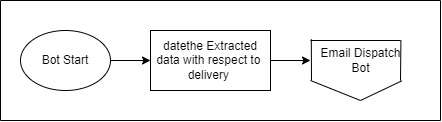 Bot Start
datethe Extracted
data with respect to
delivery
Email Dispatch
Bot